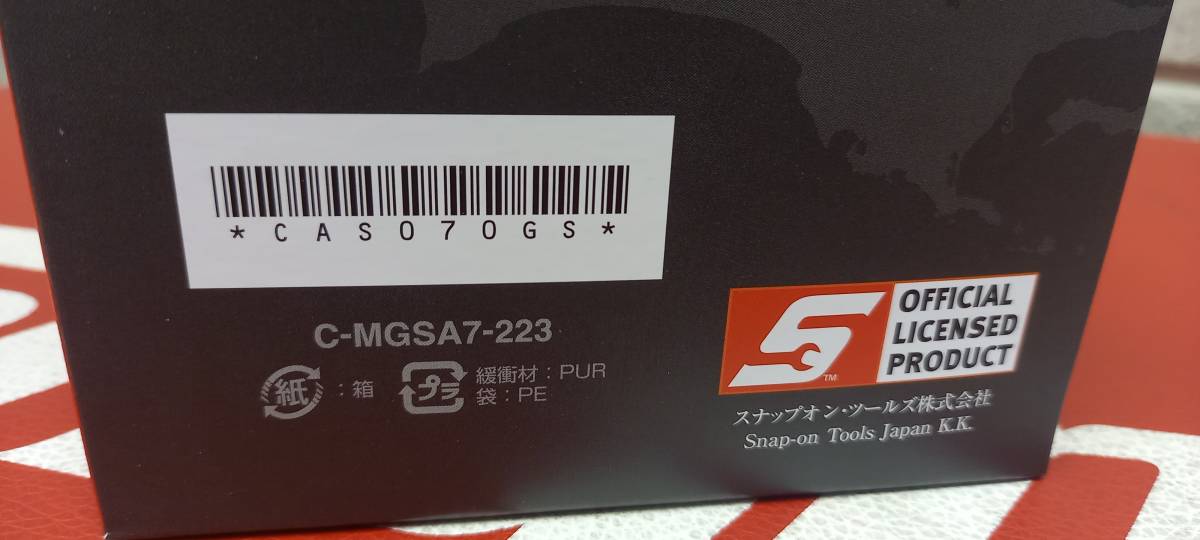 *CAS070GS*
C-MGSA7-223
紙 : 箱
プラ 緩衝材 : PUR
袋 : PE
S TM
OFFICIAL
LICENSED
PRODUCT
スナップオン・ツールズ株式会社
Snap-on Tools Japan K.K.